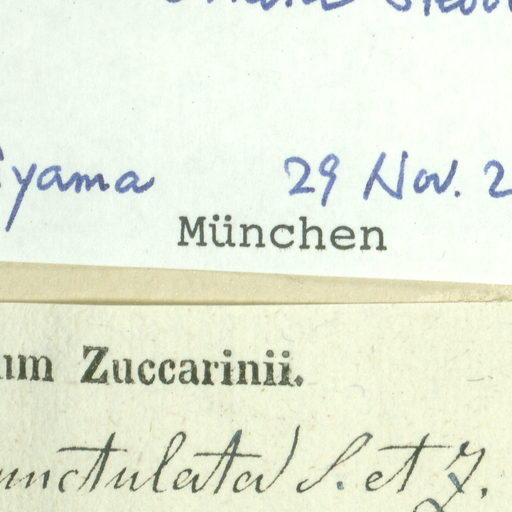 yama 29 Nov. 2
München
um Zuccarinii.
unctulata S. et Z.